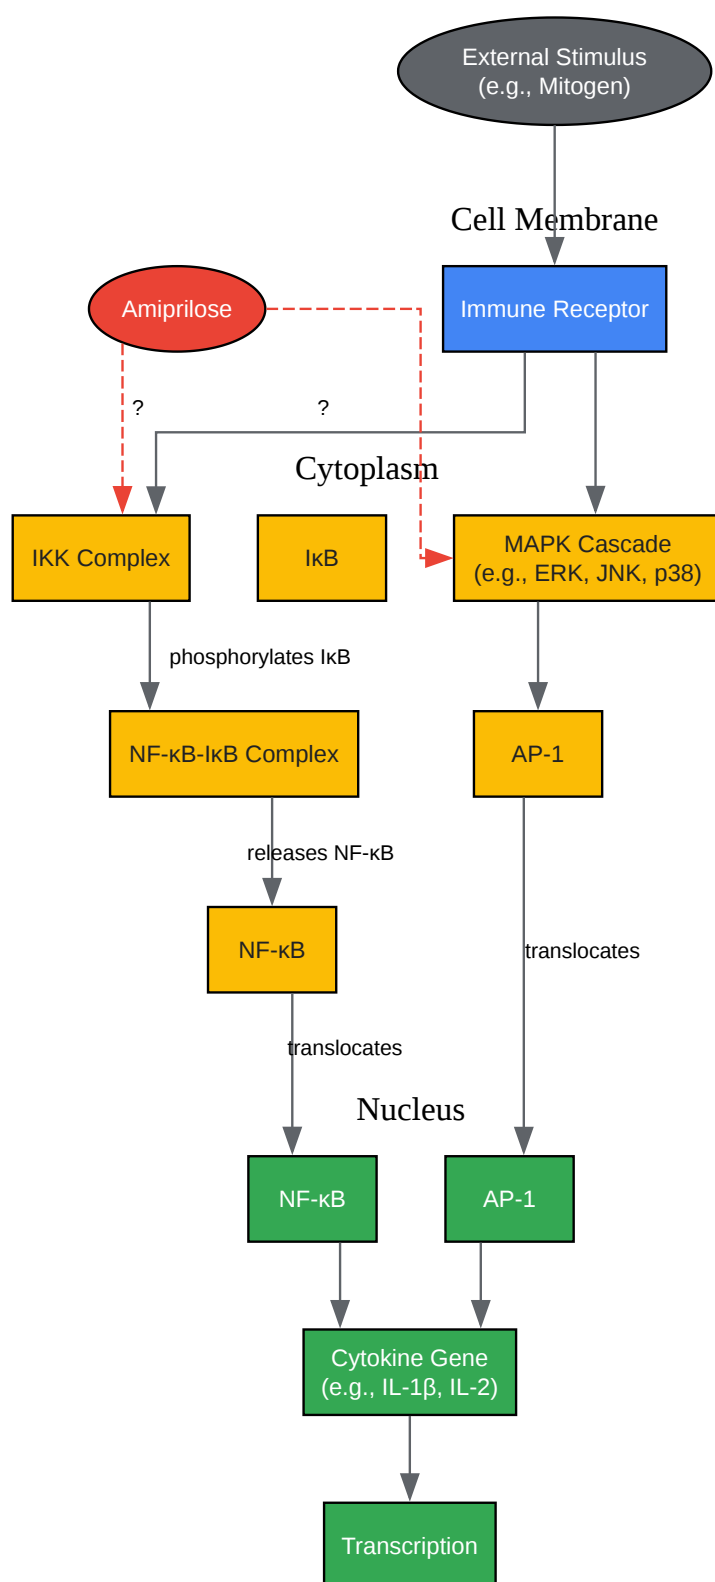 External Stimulus
(e.g., Mitogen)
Cell Membrane
Amiprilose
Immune Receptor
?
?
Cytoplasm
IKK Complex
IκB
MAPK Cascade
(e.g., ERK, JNK, p38)
phosphorylates IκB
NF-κB-IκB Complex
AP-1
releases NF-κB
NF-κB
translocates
translocates
Nucleus
NF-κB
AP-1
Cytokine Gene
(e.g., IL-1β, IL-2)
Transcription